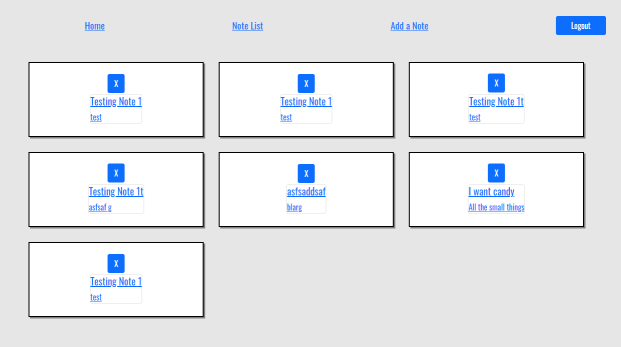 Home
Note List
Add a Note
Logout
X
Testing Note 1
test
X
Testing Note 1
test
X
Testing Note 1t
test
X
Testing Note 1t
asfsaf g
X
asfsaddsaf
blarg
X
I want candy
All the small things
X
Testing Note 1
test